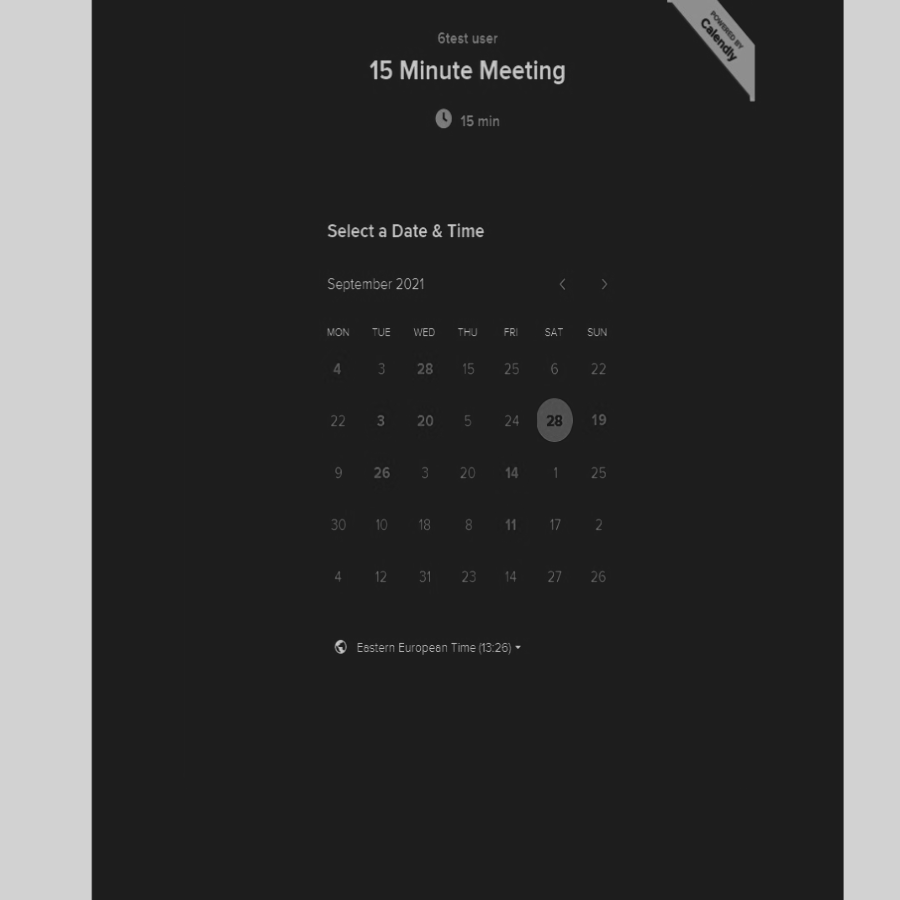 POWERED BY
Calendly
6test user
15 Minute Meeting
15 min
Select a Date & Time
September 2021
MON TUE WED THU FRI SAT SUN
4 3 28 15 25 6 22
22 3 20 5 24 28 19
9 26 3 20 14 1 25
30 10 18 8 11 17 2
4 12 31 23 14 27 26
Eastern European Time (13:26)